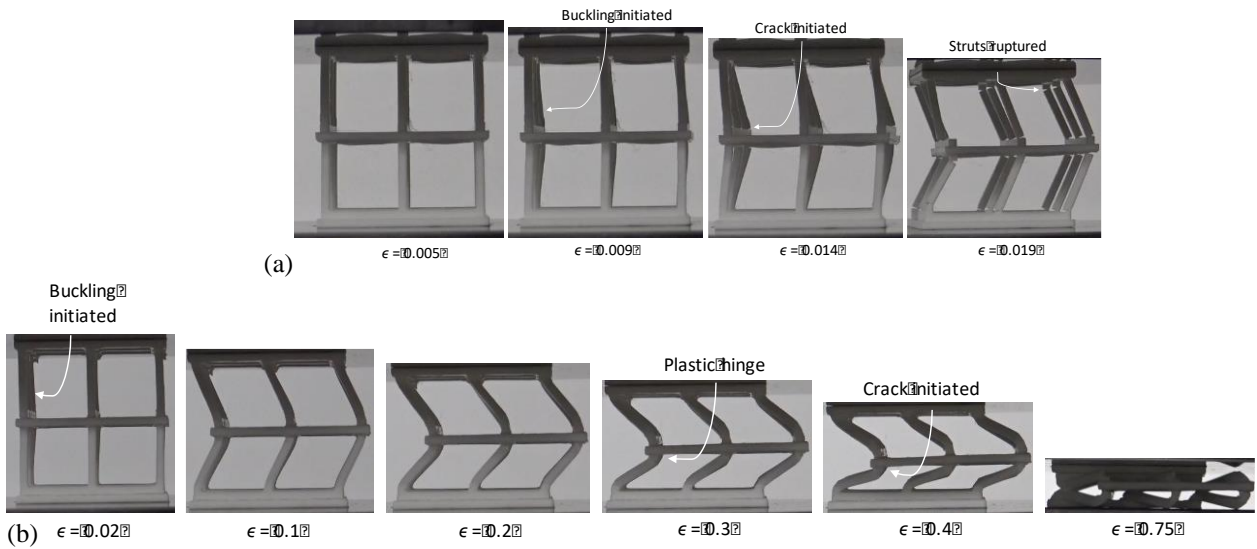 Buckling initiated
Crack initiated
Struts ruptured
ϵ = 0.005
ϵ = 0.009
ϵ = 0.014
ϵ = 0.019
(a)
Buckling
initiated
Plastic hinge
Crack initiated
(b)
ϵ = 0.02
ϵ = 0.1
ϵ = 0.2
ϵ = 0.3
ϵ = 0.4
ϵ = 0.75